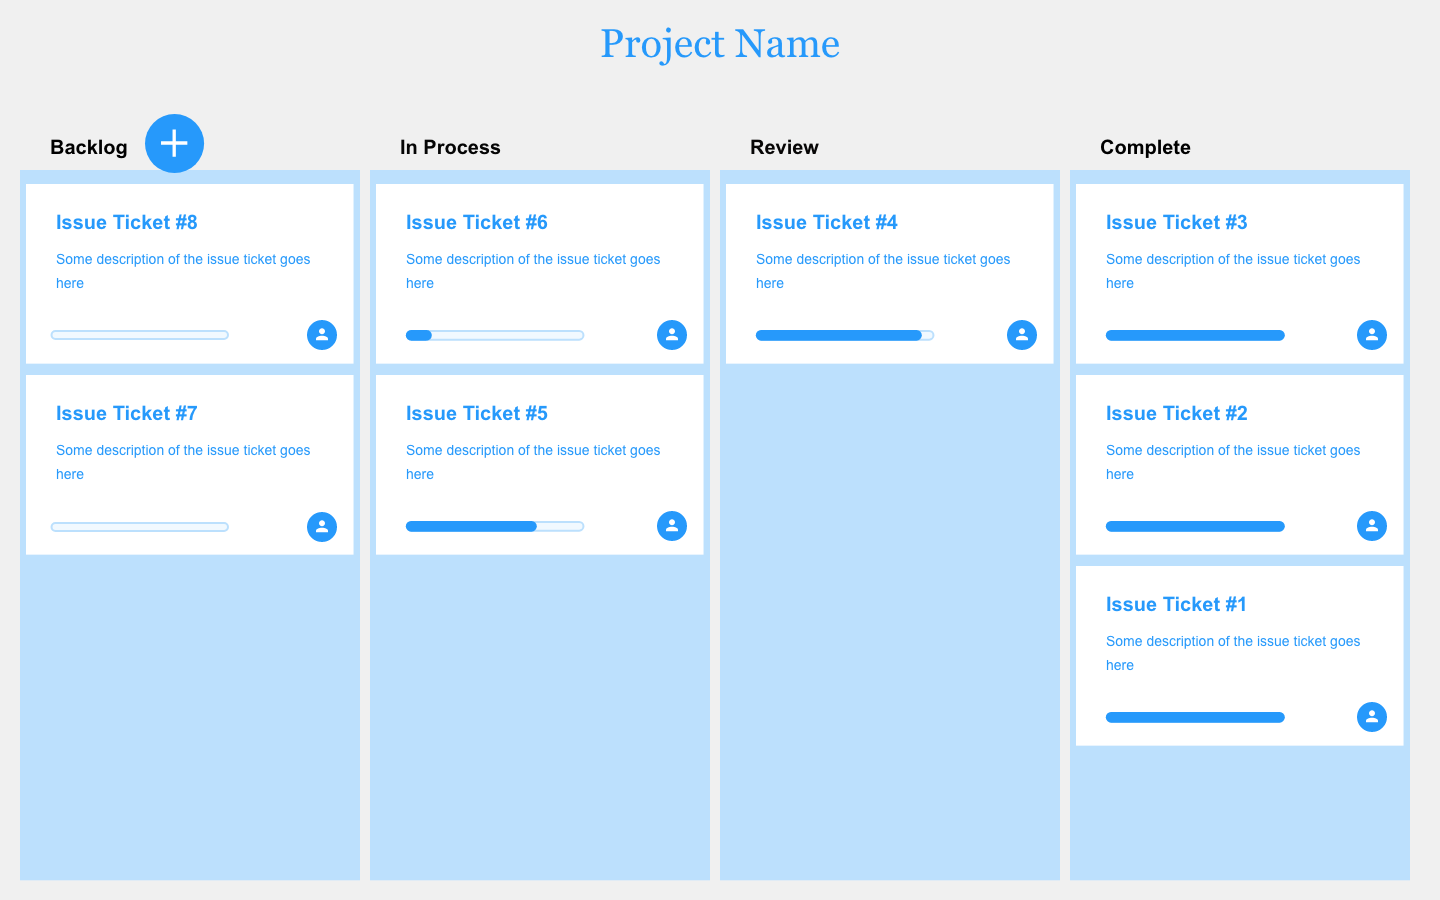 Project Name
Backlog
Issue Ticket #8
Some description of the issue ticket goes
here
Issue Ticket #7
Some description of the issue ticket goes
here
In Process
Issue Ticket #6
Some description of the issue ticket goes
here
Issue Ticket #5
Some description of the issue ticket goes
here
Review
Issue Ticket #4
Some description of the issue ticket goes
here
Complete
Issue Ticket #3
Some description of the issue ticket goes
here
Issue Ticket #2
Some description of the issue ticket goes
here
Issue Ticket #1
Some description of the issue ticket goes
here